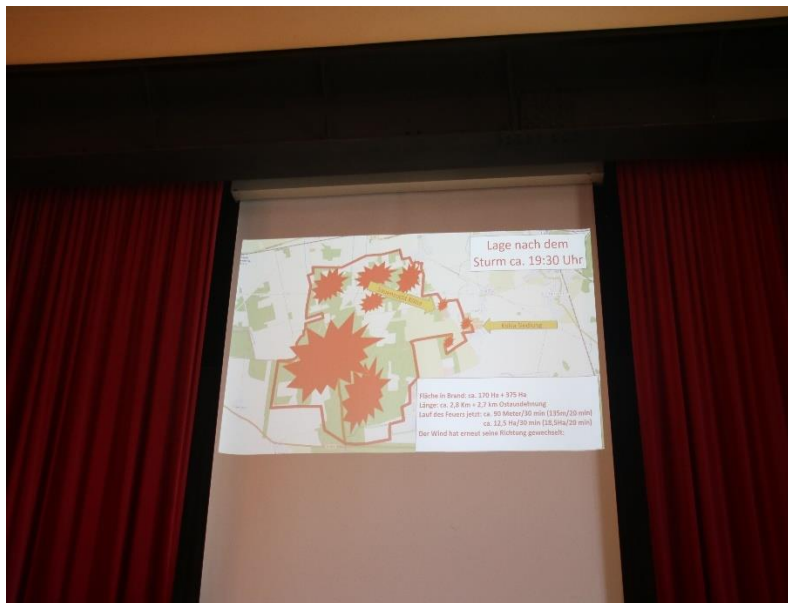 Lage nach dem
Sturm ca. 19:30 Uhr
Siedlung
Fläche in Brand: ca. 170 Ha + 375 Ha
Länge: ca. 2,8 Km + 2,7 km Ostausdehnung
Lauf des Feuers jetzt: ca. 90 Meter/30 min (135m/20 min)
ca. 12,5 Ha/30 min (18,5Ha/20 min)
Der Wind hat erneut seine Richtung gewechselt.